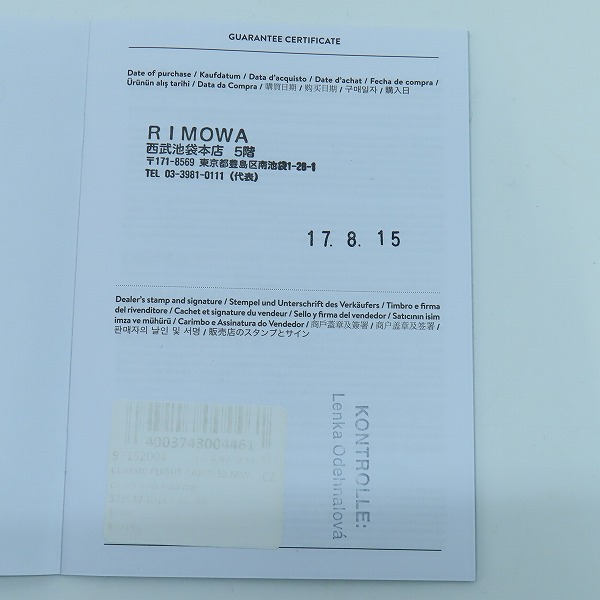 GUARANTEE CERTIFICATE
Date of purchase / Kaufdatum / Data d'acquisto / Date d'achat / Fecha de compra /
Ürünün alış tarihi / Data da Compra / 購買日期 / 购买日期 / 구매일자 / 購入日
RIMOWA
西武池袋本店 5階
〒171-8569 東京都豊島区南池袋1-28-1
TEL 03-3981-0111 (代表)
17. 8. 15
Dealer's stamp and signature / Stempel und Unterschrift des Verkäufers / Timbro e firma
del rivenditore / Cachet et signature du vendeur / Sello y firma del vendedor / Satıcının isim
imza ve mühürü / Carimbo e Assinatura do Vendedor / 商戶蓋章及簽署 / 商户盖章及签署 /
판매자의 날인 및 서명 / 販売店のスタンプとサイン
KONTROLLE:
Lenka Odehnalová
4003743004461
CZ